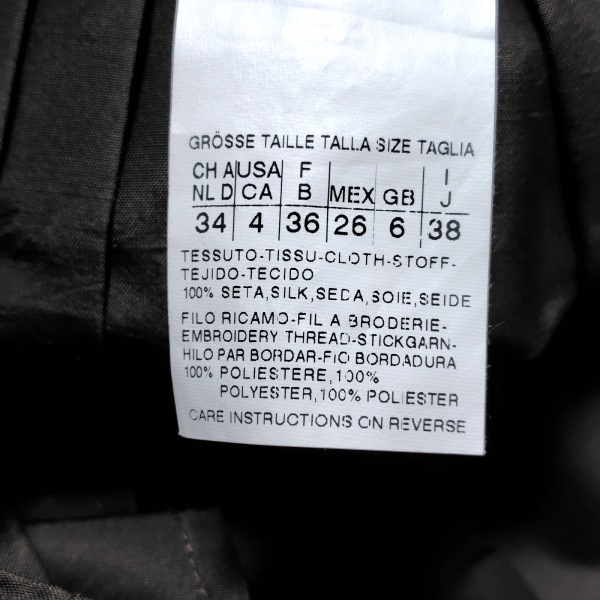 GRÖSSE TAILLE TALLA SIZE TAGLIA
CH A USA F I
NL D CA B MEX GB J
34 4 36 26 6 38
TESSUTO-TISSU-CLOTH-STOFF-
TEJIDO-TECIDO
100% SETA,SILK,SEDA,SOIE,SEIDE
FILO RICAMO-FIL A BRODERIE-
EMBROIDERY THREAD-STICKGARN-
HILO PAR BORDAR-FIO BORDADURA
100% POLIESTERE,100%
POLYESTER,100% POLIESTER
CARE INSTRUCTIONS ON REVERSE